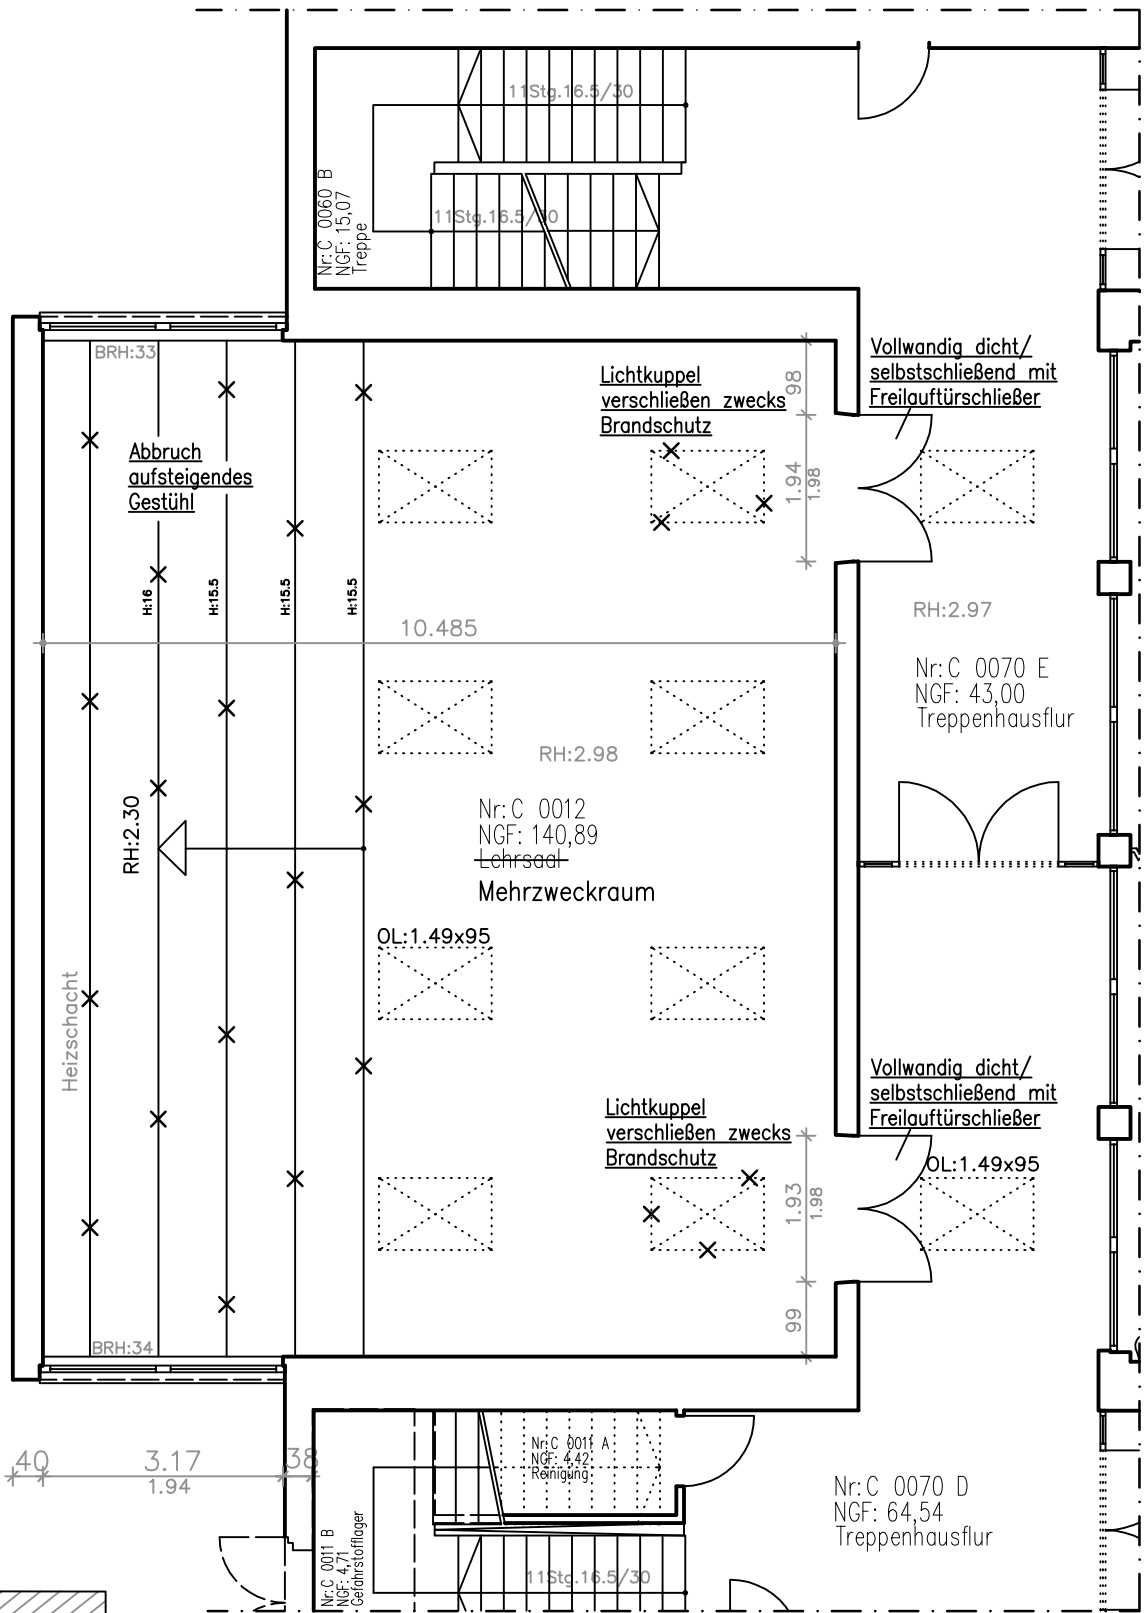 11Stg.16.5/30
11Stg.16.5/30
Nr:C 0060 B
NGF: 15,07
Treppe
BRH:33
Vollwandig dicht/
selbstschließend mit
Freilauftürschließer
Lichtkuppel
verschließen zwecks
Brandschutz
98
Abbruch
aufsteigendes
Gestühl
1.94
1.98
H:16
H:15.5
H:15.5
H:15.5
10.485
RH:2.97
Nr:C 0070 E
NGF: 43,00
Treppenhausflur
RH:2.98
Nr:C 0012
NGF: 140,89
Lehrsaal
Mehrzweckraum
RH:2.30
OL:1.49x95
Heizschacht
Vollwandig dicht/
selbstschließend mit
Freilauftürschließer
Lichtkuppel
verschließen zwecks
Brandschutz
OL:1.49x95
1.93
1.98
99
BRH:34
40
3.17
38
1.94
Nr:C 0011 A
NGF: 4,42
Reinigung
Nr:C 0070 D
NGF: 64,54
Treppenhausflur
Nr:C 0011 B
NGF: 4,71
Gefahrstofflager
11Stg.16.5/30